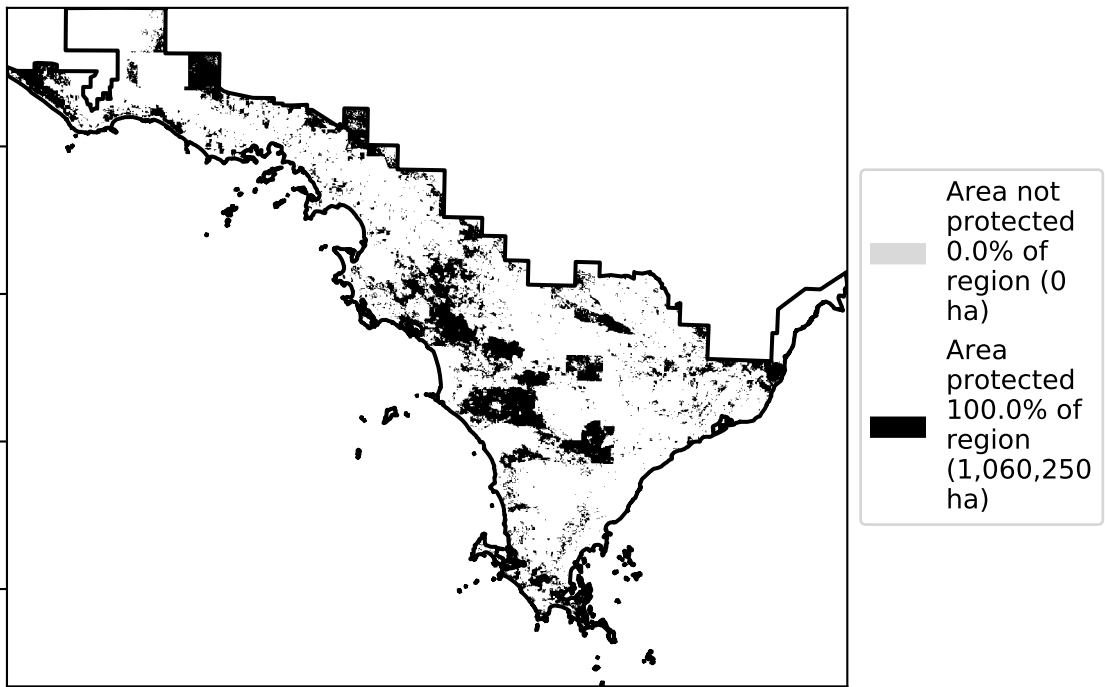 Area not
protected
0.0% of
region (0
ha)
Area
protected
100.0% of
region
(1,060,250
ha)